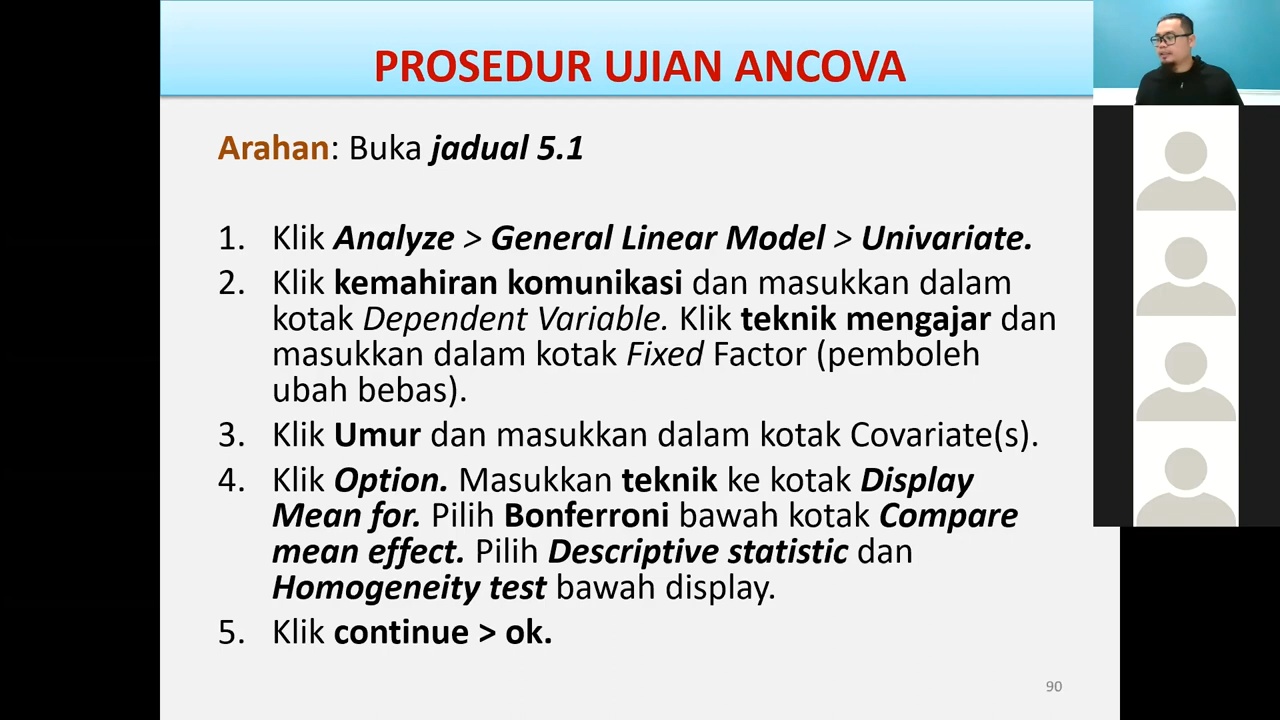 PROSEDUR UJIAN ANCOVA
Arahan: Buka jadual 5.1
1. Klik Analyze > General Linear Model > Univariate.
2. Klik kemahiran komunikasi dan masukkan dalam
kotak Dependent Variable. Klik teknik mengajar dan
masukkan dalam kotak Fixed Factor (pemboleh
ubah bebas).
3. Klik Umur dan masukkan dalam kotak Covariate(s).
4. Klik Option. Masukkan teknik ke kotak Display
Mean for. Pilih Bonferroni bawah kotak Compare
mean effect. Pilih Descriptive statistic dan
Homogeneity test bawah display.
5. Klik continue > ok.
90